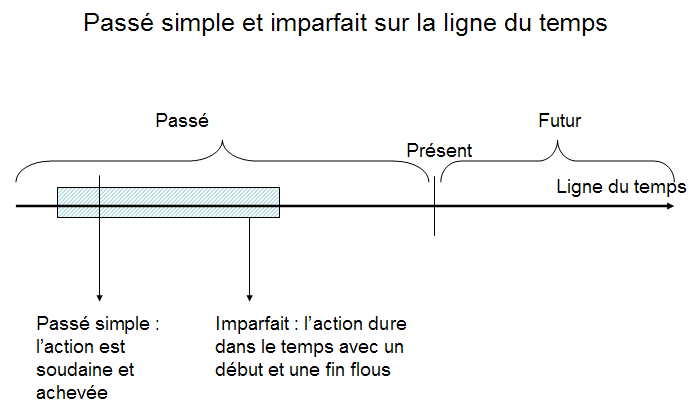 Passé simple et imparfait sur la ligne du temps
Passé
Futur
Présent
Ligne du temps
Passé simple :
l’action est
soudaine et
achevée
Imparfait : l’action dure
dans le temps avec un
début et une fin flous